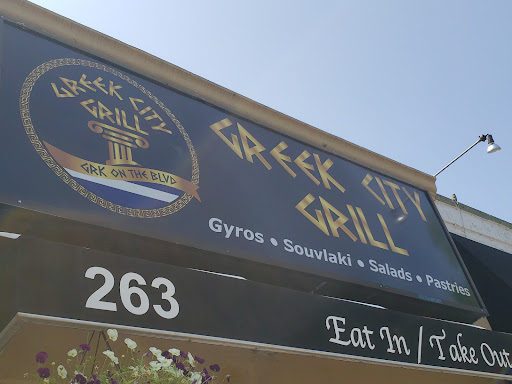 GREEK CITY
GRILL
GRK ON THE BLVD
GREEK CITY
GRILL
Gyros • Souvlaki • Salads • Pastries
263
Eat In / Take Out